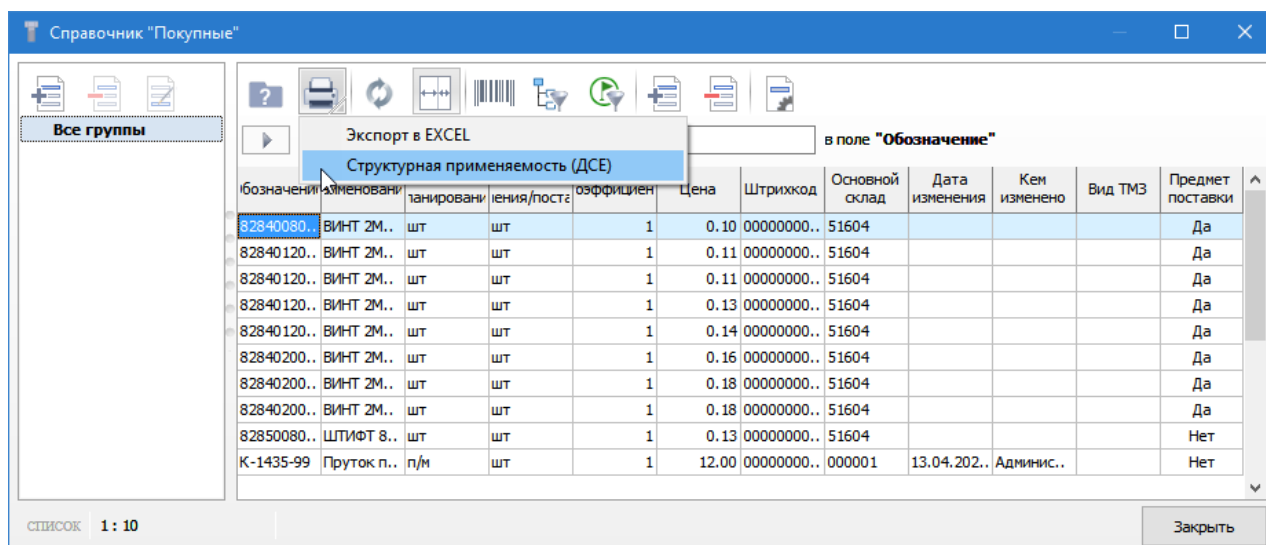 Справочник "Покупные"
Все группы
Экспорт в EXCEL
Структурная применяемость (ДСЕ)
в поле "Обозначение"
Цена Штрихкод Основной склад Дата изменения Кем изменено Вид ТМЗ Предмет поставки
82840080.. ВИНТ 2М.. шт шт 1 0.10 00000000.. 51604 Да
82840120.. ВИНТ 2М.. шт шт 1 0.11 00000000.. 51604 Да
82840120.. ВИНТ 2М.. шт шт 1 0.11 00000000.. 51604 Да
82840120.. ВИНТ 2М.. шт шт 1 0.13 00000000.. 51604 Да
82840120.. ВИНТ 2М.. шт шт 1 0.14 00000000.. 51604 Да
82840200.. ВИНТ 2М.. шт шт 1 0.16 00000000.. 51604 Да
82840200.. ВИНТ 2М.. шт шт 1 0.18 00000000.. 51604 Да
82840200.. ВИНТ 2М.. шт шт 1 0.18 00000000.. 51604 Да
82850080.. ШТИФТ 8.. шт шт 1 0.13 00000000.. 51604 Нет
К-1435-99 Пруток п.. п/м шт 1 12.00 00000000.. 000001 13.04.202.. Админис.. Нет
СПИСОК 1 : 10
Закрыть